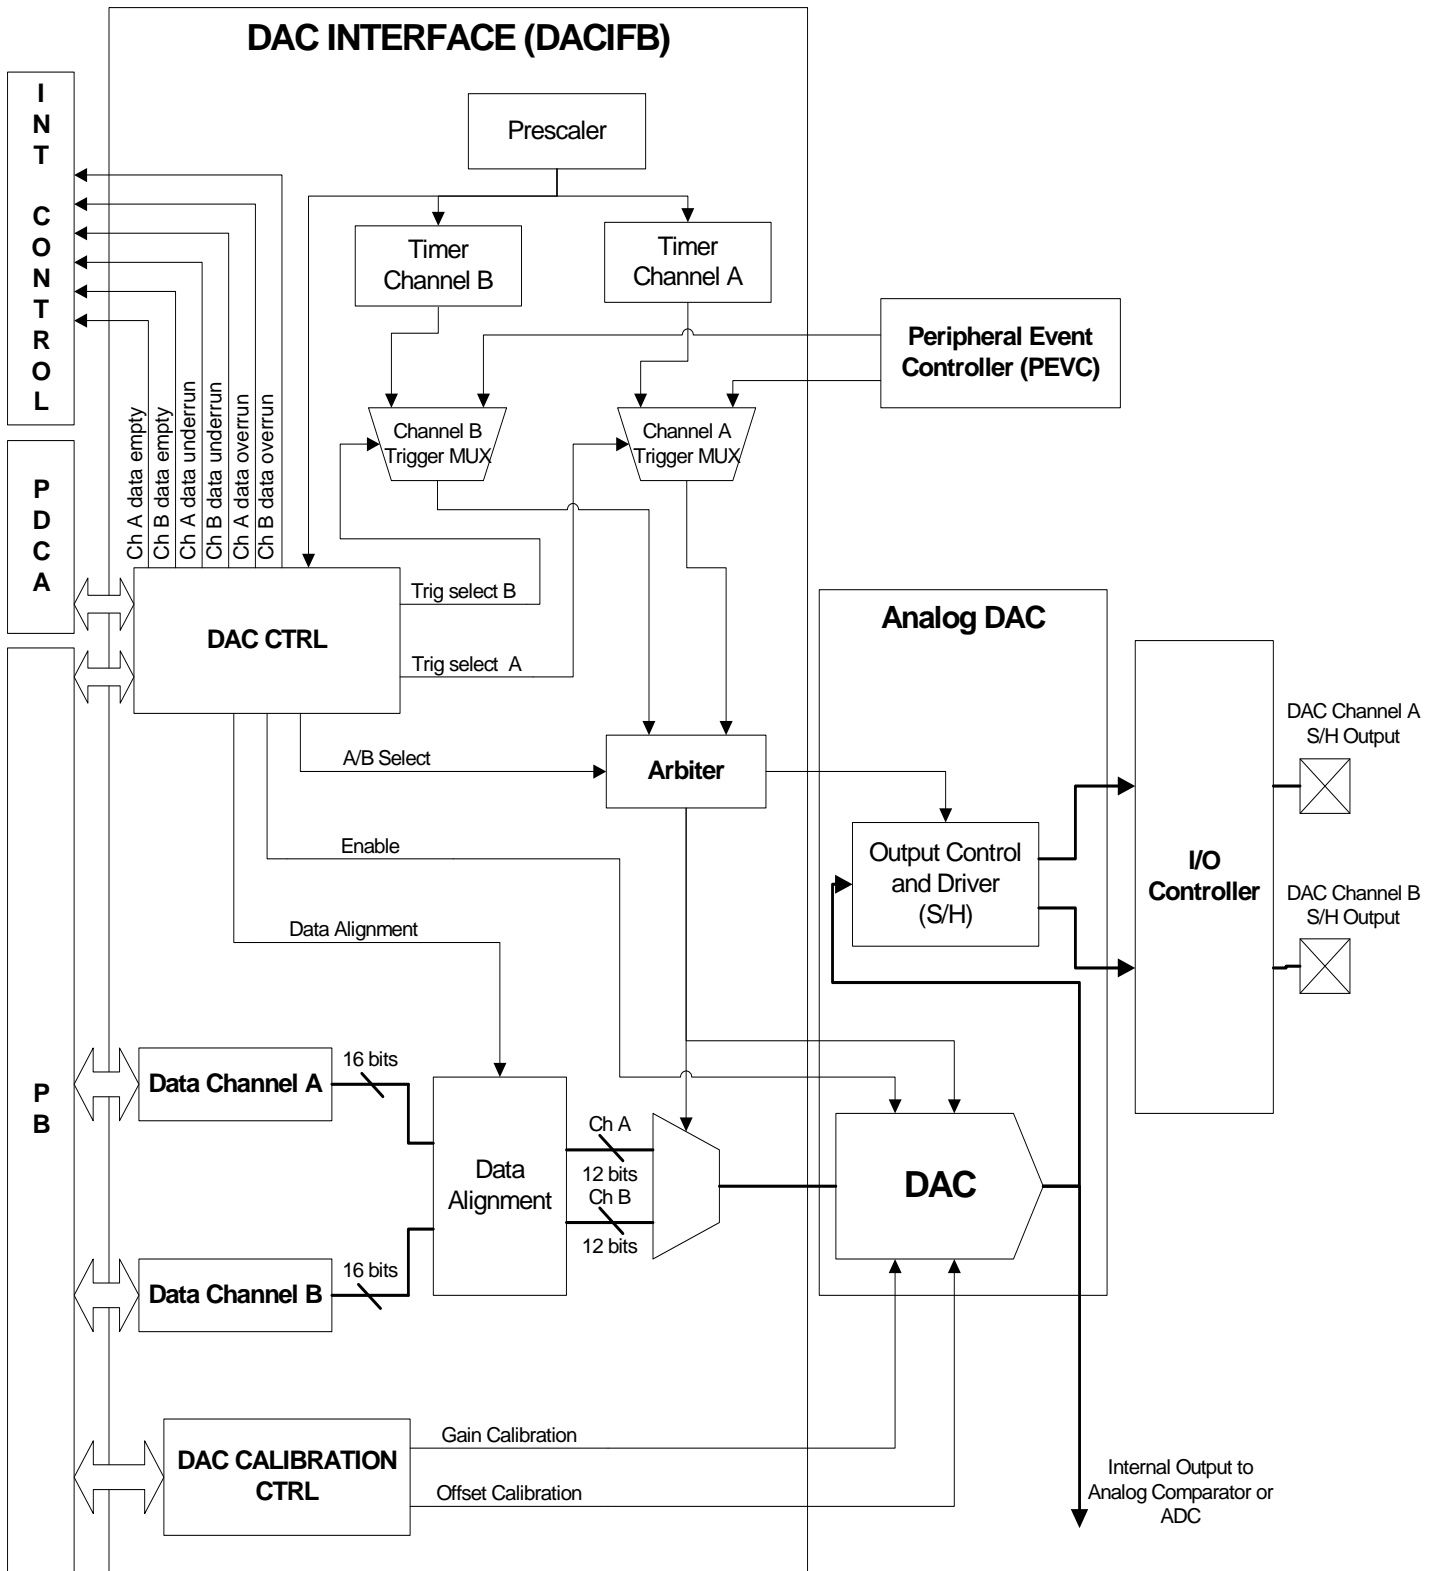 DAC INTERFACE (DACIFB)
INT CONTROL
Prescaler
Timer
Channel B
Timer
Channel A
Peripheral Event
Controller (PEVC)
Channel B
Trigger MUX
Channel A
Trigger MUX
Ch A data empty
Ch B data empty
Ch A data underrun
Ch B data underrun
Ch A data overrun
Ch B data overrun
PDCA
DAC CTRL
Trig select B
Trig select A
Analog DAC
A/B Select
Arbiter
Enable
Output Control
and Driver
(S/H)
I/O
Controller
DAC Channel A
S/H Output
DAC Channel B
S/H Output
Data Alignment
PB
Data Channel A
16 bits
Data
Alignment
Ch A
12 bits
Ch B
12 bits
DAC
Data Channel B
16 bits
DAC CALIBRATION
CTRL
Gain Calibration
Offset Calibration
Internal Output to
Analog Comparator or
ADC